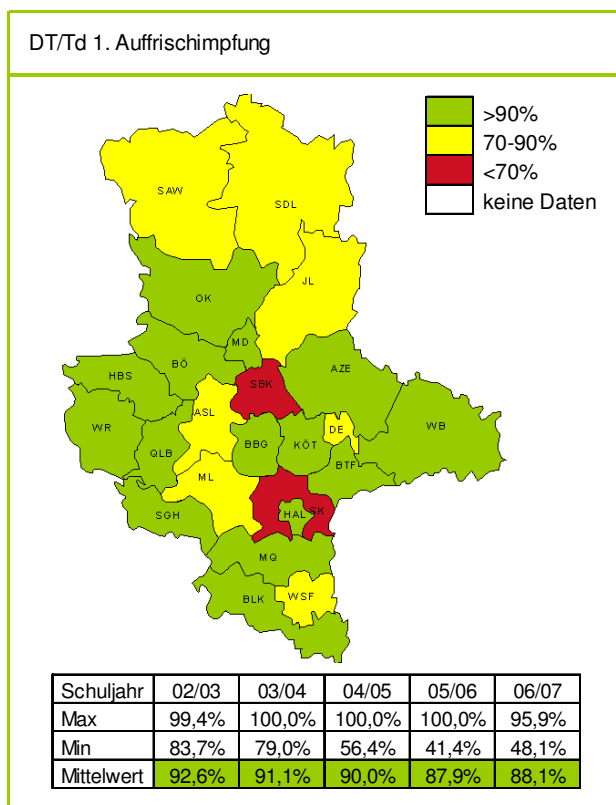 DT/Td 1. Auffrischimpfung
>90%
70-90%
<70%
keine Daten
SAW
SDL
JL
OK
MD
BÖ
HBS
SBK
AZE
WR
ASL
DE
WB
QLB
BBG
KÖT
BTF
ML
SGH
HAL
SK
MQ
BLK
WSF
Schuljahr 02/03 03/04 04/05 05/06 06/07
Max 99,4% 100,0% 100,0% 100,0% 95,9%
Min 83,7% 79,0% 56,4% 41,4% 48,1%
Mittelwert 92,6% 91,1% 90,0% 87,9% 88,1%